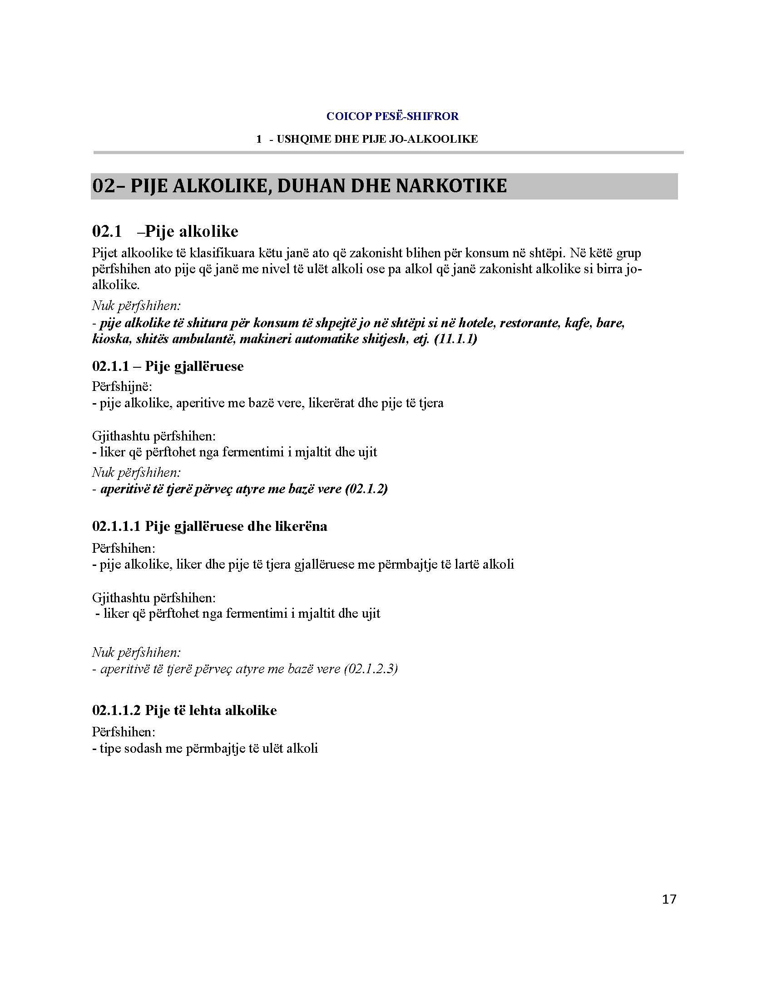 COICOP PESË-SHIFROR
1 - USHQIME DHE PIJE JO-ALKOOLIKE
02– PIJE ALKOLIKE, DUHAN DHE NARKOTIKE
02.1 –Pije alkolike
Pijet alkoolike të klasifikuara këtu janë ato që zakonisht blihen për konsum në shtëpi. Në këtë grup
përfshihen ato pije që janë me nivel të ulët alkoli ose pa alkol që janë zakonisht alkolike si birra jo-
alkolike.
Nuk përfshihen:
- pije alkolike të shitura për konsum të shpejtë jo në shtëpi si në hotele, restorante, kafe, bare,
kioska, shitës ambulantë, makineri automatike shitjesh, etj. (11.1.1)
02.1.1 – Pije gjallëruese
Përfshijnë:
- pije alkolike, aperitive me bazë vere, likerërat dhe pije të tjera
Gjithashtu përfshihen:
- liker që përftohet nga fermentimi i mjaltit dhe ujit
Nuk përfshihen:
- aperitivë të tjerë përveç atyre me bazë vere (02.1.2)
02.1.1.1 Pije gjallëruese dhe likerëna
Përfshihen:
- pije alkolike, liker dhe pije të tjera gjallëruese me përmbajtje të lartë alkoli
Gjithashtu përfshihen:
- liker që përftohet nga fermentimi i mjaltit dhe ujit
Nuk përfshihen:
- aperitivë të tjerë përveç atyre me bazë vere (02.1.2.3)
02.1.1.2 Pije të lehta alkolike
Përfshihen:
- tipe sodash me përmbajtje të ulët alkoli
17